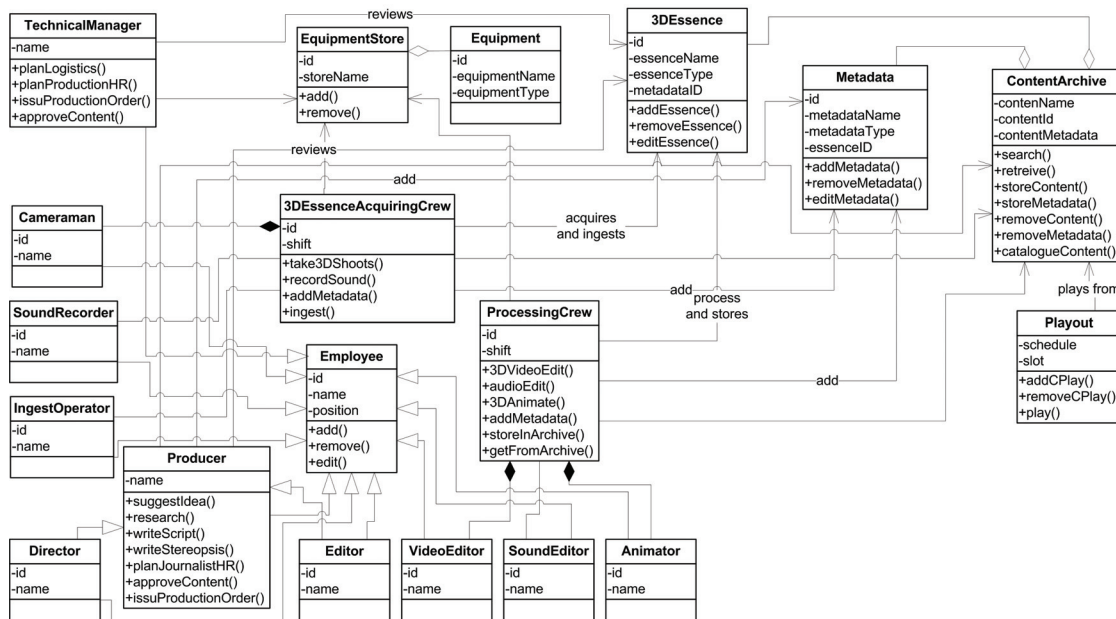 TechnicalManager
-name
+planLogistics()
+planProductionHR()
+issuProductionOrder()
+approveContent()
reviews
EquipmentStore
-id
-storeName
+add()
+remove()
Equipment
-id
-equipmentName
-equipmentType
3DEssence
-id
-essenceName
-essenceType
-metadataID
+addEssence()
+removeEssence()
+editEssence()
Metadata
-id
-metadataName
-metadataType
-essenceID
+addMetadata()
+removeMetadata()
+editMetadata()
ContentArchive
-contenName
-contentId
-contentMetadata
+search()
+retreive()
+storeContent()
+storeMetadata()
+removeContent()
+removeMetadata()
+catalogueContent()
reviews
add
Cameraman
-id
-name
3DEssenceAcquiringCrew
-id
-shift
+take3DShoots()
+recordSound()
+addMetadata()
+ingest()
acquires
and ingests
add
process
and stores
plays from
SoundRecorder
-id
-name
Employee
-id
-name
-position
+add()
+remove()
+edit()
ProcessingCrew
-id
-shift
+3DVideoEdit()
+audioEdit()
+3DAnimate()
+addMetadata()
+storeInArchive()
+getFromArchive()
add
Playout
-schedule
-slot
+addCPlay()
+removeCPlay()
+play()
IngestOperator
-id
-name
Producer
-name
+suggestIdea()
+research()
+writeScript()
+writeStereopsis()
+planJournalistHR()
+approveContent()
+issuProductionOrder()
Director
-id
-name
Editor
-id
-name
VideoEditor
-id
-name
SoundEditor
-id
-name
Animator
-id
-name